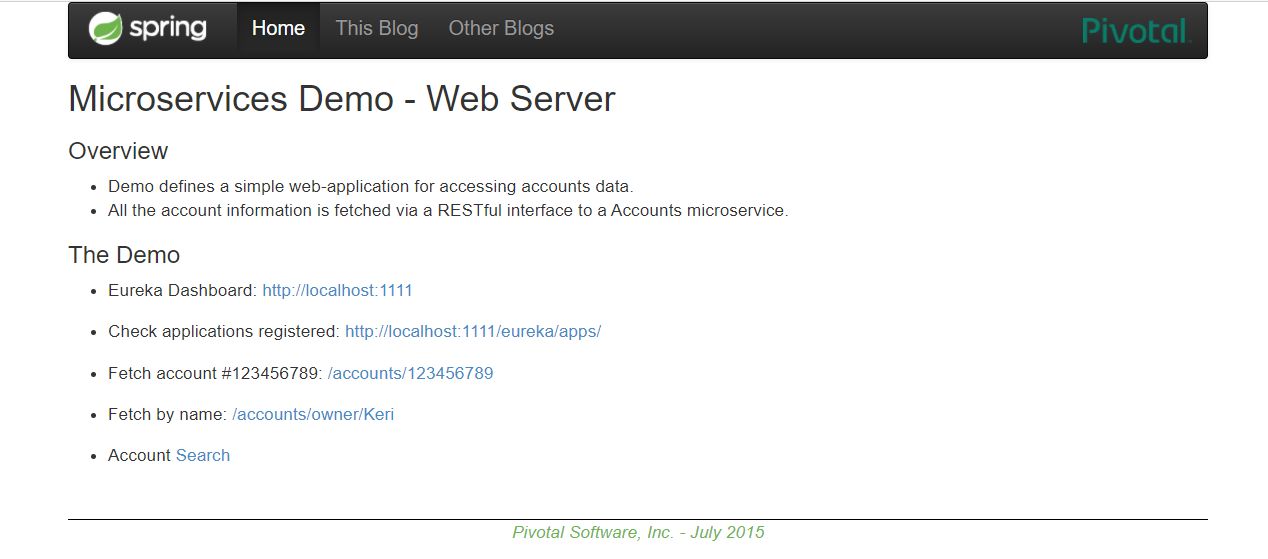 spring Home This Blog Other Blogs Pivotal
Microservices Demo - Web Server
Overview
Demo defines a simple web-application for accessing accounts data.
All the account information is fetched via a RESTful interface to a Accounts microservice.
The Demo
Eureka Dashboard: http://localhost:1111
Check applications registered: http://localhost:1111/eureka/apps/
Fetch account #123456789: /accounts/123456789
Fetch by name: /accounts/owner/Keri
Account Search
Pivotal Software, Inc. - July 2015